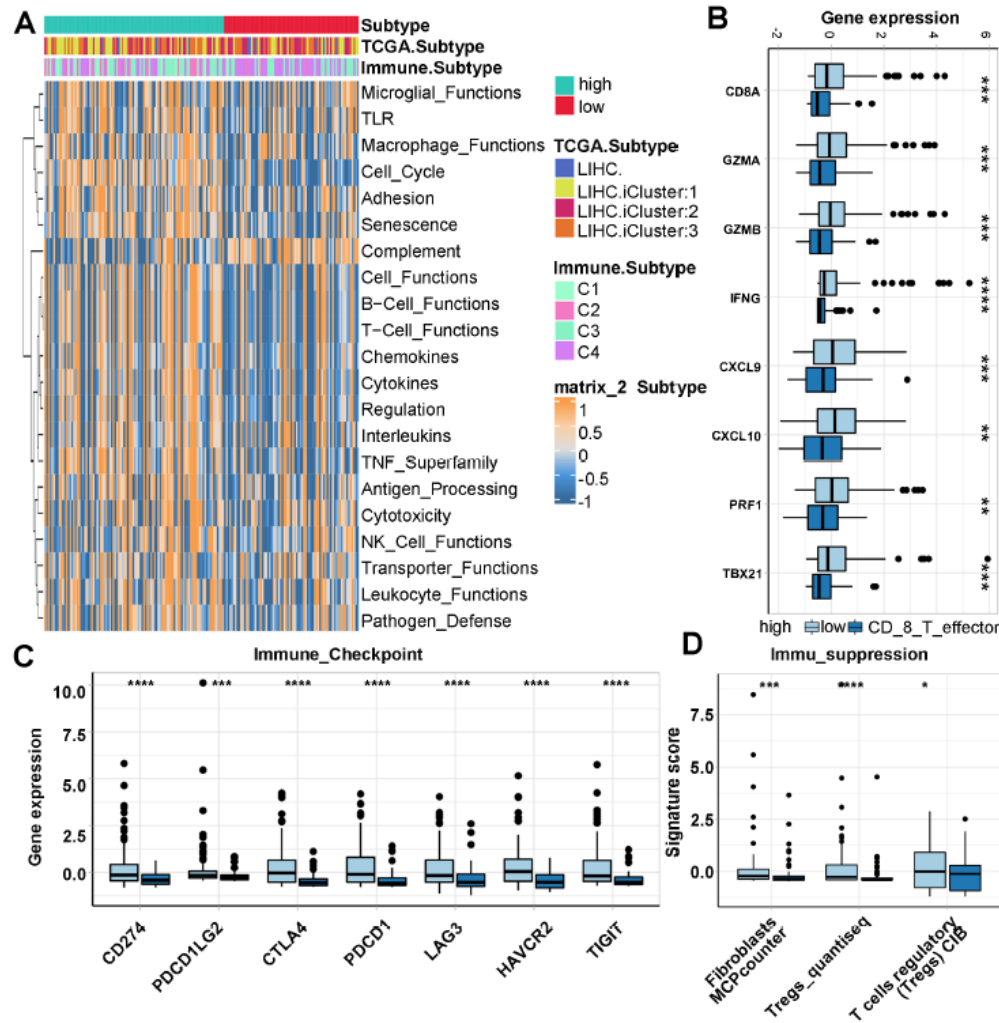 A
Subtype
TCGA.Subtype
Immune.Subtype
Microglial_Functions
TLR
Macrophage_Functions
Cell_Cycle
Adhesion
Senescence
Complement
Cell_Functions
B−Cell_Functions
T−Cell_Functions
Chemokines
Cytokines
Regulation
Interleukins
TNF_Superfamily
Antigen_Processing
Cytotoxicity
NK_Cell_Functions
Transporter_Functions
Leukocyte_Functions
Pathogen_Defense
high
low
TCGA.Subtype
LIHC.
LIHC.iCluster:1
LIHC.iCluster:2
LIHC.iCluster:3
Immune.Subtype
C1
C2
C3
C4
matrix_2 Subtype
1
0.5
0
-0.5
-1
B
Gene expression
-2 0 2 4 6
CD8A ***
GZMA ***
GZMB ***
IFNG ****
CXCL9 ***
CXCL10 **
PRF1 **
TBX21 ***
high low CD_8_T_effector
C
Immune_Checkpoint
**** *** **** **** **** **** ****
Gene expression
10.0
7.5
5.0
2.5
0.0
CD274
PDCD1LG2
CTLA4
PDCD1
LAG3
HAVCR2
TIGIT
D
Immu_suppression
*** **** *
Signature score
7.5
2.5
0.0
Fibroblasts
MCPcounter
Tregs_quantiseq
T cells regulatory
(Tregs) CIB